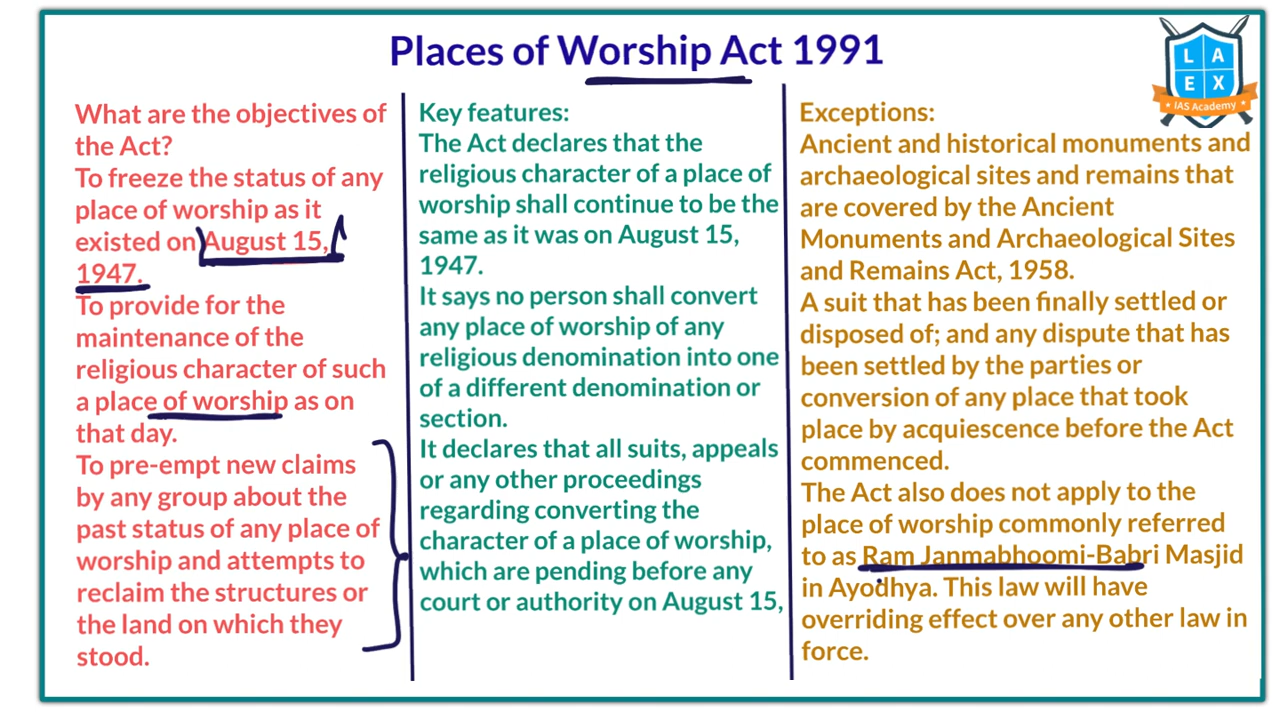 Places of Worship Act 1991
L A
E X
IAS Academy
What are the objectives of
the Act?
To freeze the status of any
place of worship as it
existed on August 15,
1947.
To provide for the
maintenance of the
religious character of such
a place of worship as on
that day.
To pre-empt new claims
by any group about the
past status of any place of
worship and attempts to
reclaim the structures or
the land on which they
stood.
Key features:
The Act declares that the
religious character of a place of
worship shall continue to be the
same as it was on August 15,
1947.
It says no person shall convert
any place of worship of any
religious denomination into one
of a different denomination or
section.
It declares that all suits, appeals
or any other proceedings
regarding converting the
character of a place of worship,
which are pending before any
court or authority on August 15,
Exceptions:
Ancient and historical monuments and
archaeological sites and remains that
are covered by the Ancient
Monuments and Archaeological Sites
and Remains Act, 1958.
A suit that has been finally settled or
disposed of; and any dispute that has
been settled by the parties or
conversion of any place that took
place by acquiescence before the Act
commenced.
The Act also does not apply to the
place of worship commonly referred
to as Ram Janmabhoomi-Babri Masjid
in Ayodhya. This law will have
overriding effect over any other law in
force.